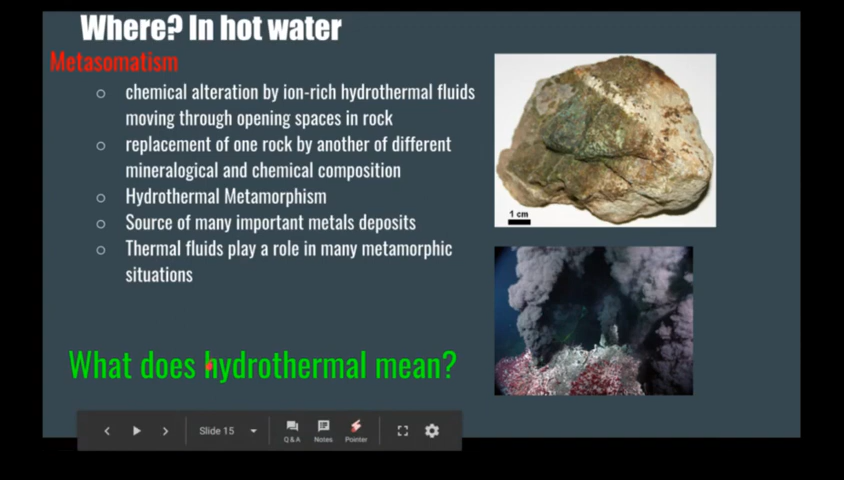 Where? In hot water
Metasomatism
chemical alteration by ion-rich hydrothermal fluids
moving through opening spaces in rock
replacement of one rock by another of different
mineralogical and chemical composition
Hydrothermal Metamorphism
Source of many important metals deposits
Thermal fluids play a role in many metamorphic
situations
1 cm
What does hydrothermal mean?
Slide 15
Q&A
Notes
Pointer